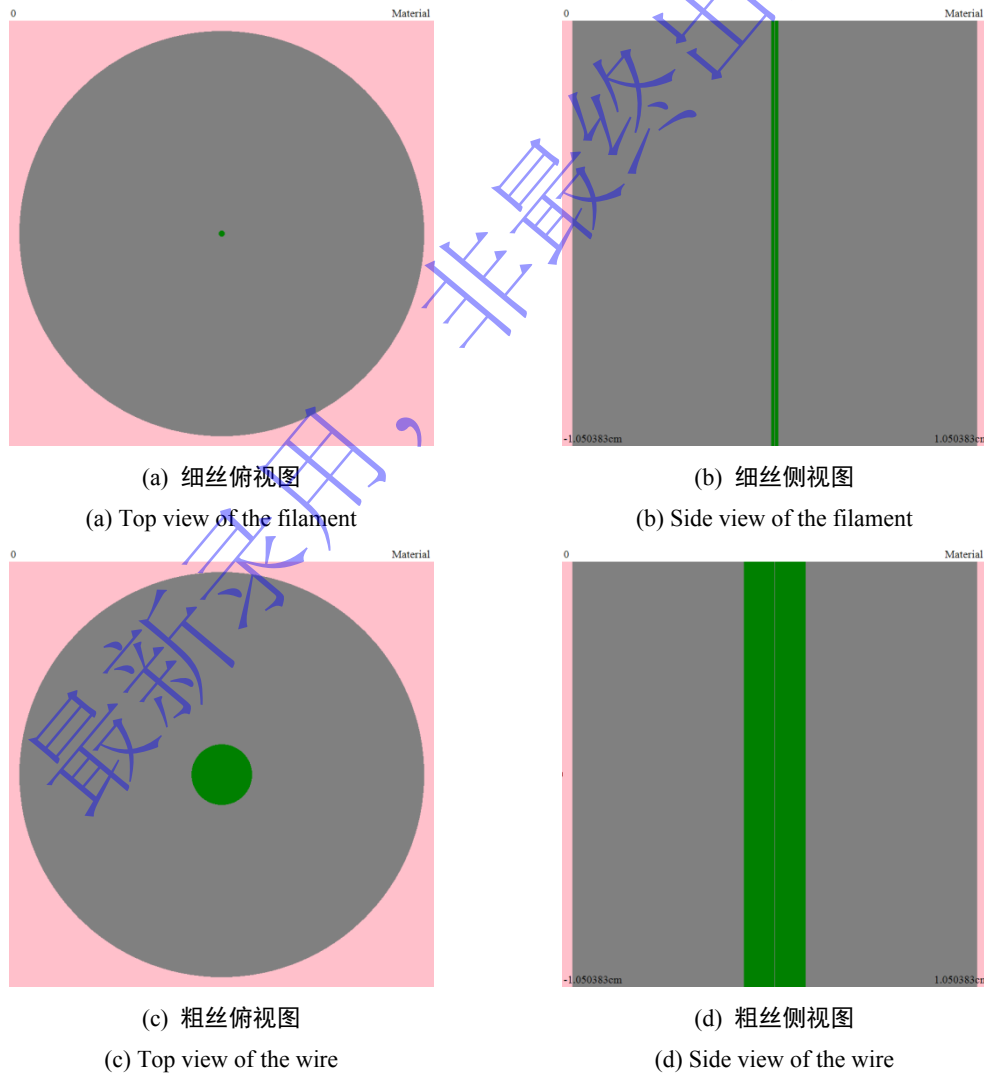 0 Material 0 Material
-1.050383cm 1.050383cm
(a) 细丝俯视图 (b) 细丝侧视图
(a) Top view of the filament (b) Side view of the filament
0 Material 0 Material
-1.050383cm 1.050383cm
(c) 粗丝俯视图 (d) 粗丝侧视图
(c) Top view of the wire (d) Side view of the wire
最新录用，非最终出